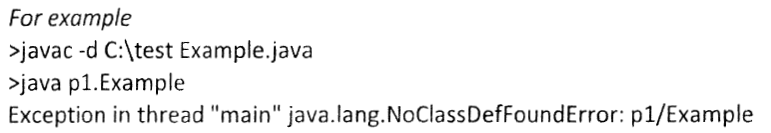 For example
>javac -d C:\test Example.java
>java p1.Example
Exception in thread "main" java.lang.NoClassDefFoundError: p1/Example